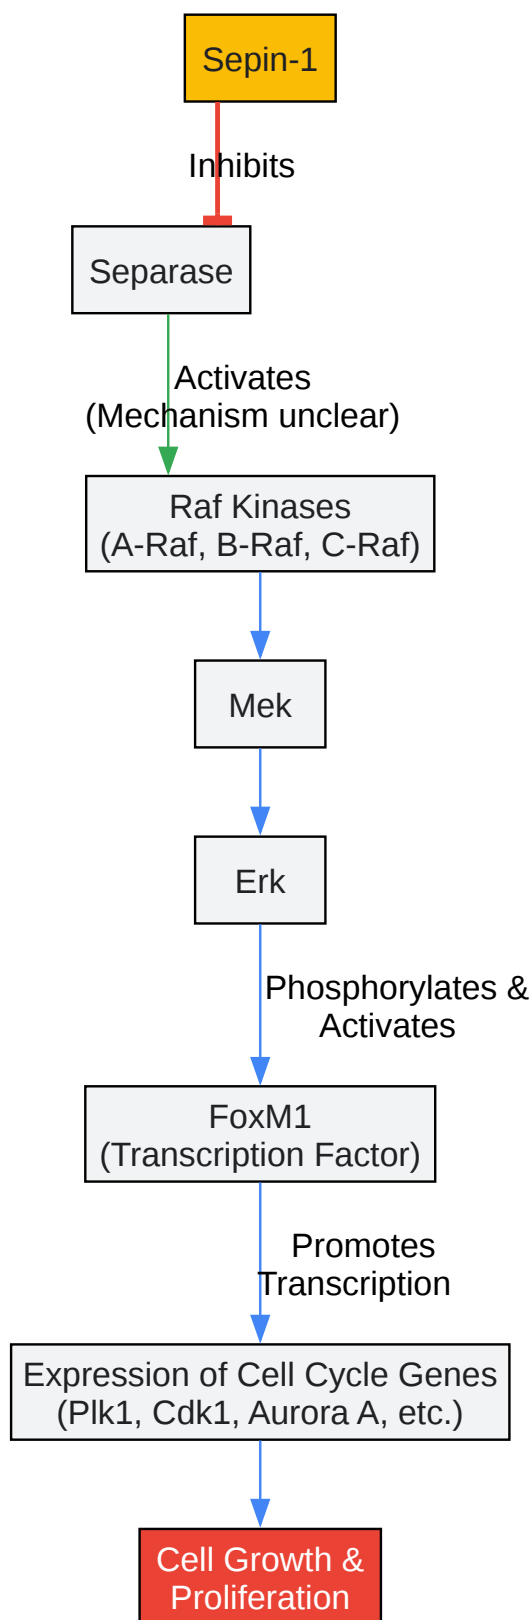 Sepin-1
Inhibits
Separase
Activates
(Mechanism unclear)
Raf Kinases
(A-Raf, B-Raf, C-Raf)
Mek
Erk
Phosphorylates &
Activates
FoxM1
(Transcription Factor)
Promotes
Transcription
Expression of Cell Cycle Genes
(Plk1, Cdk1, Aurora A, etc.)
Cell Growth &
Proliferation